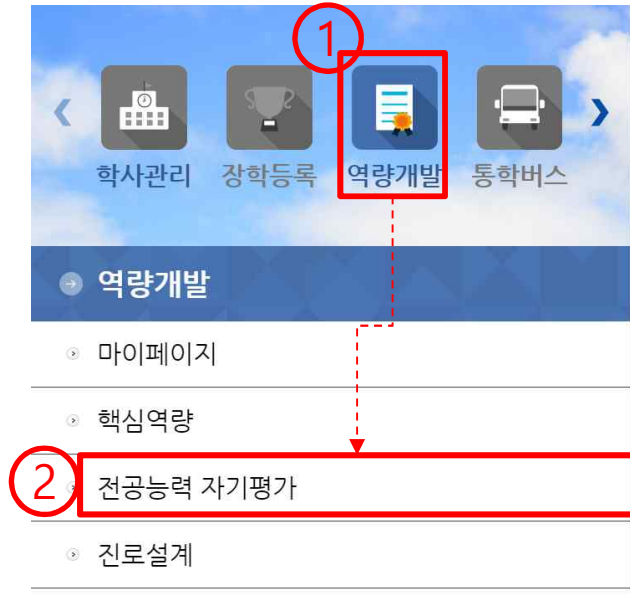 1
학사관리 장학등록 역량개발 통학버스
역량개발
마이페이지
핵심역량
2 전공능력 자기평가
진로설계